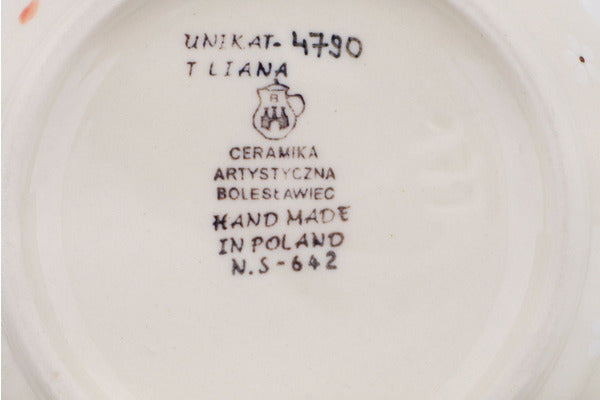 UNIKAT-4790
T LIANA
B
CERAMIKA
ARTYSTYCZNA
BOLESŁAWIEC
HAND MADE
IN POLAND
N.S-642